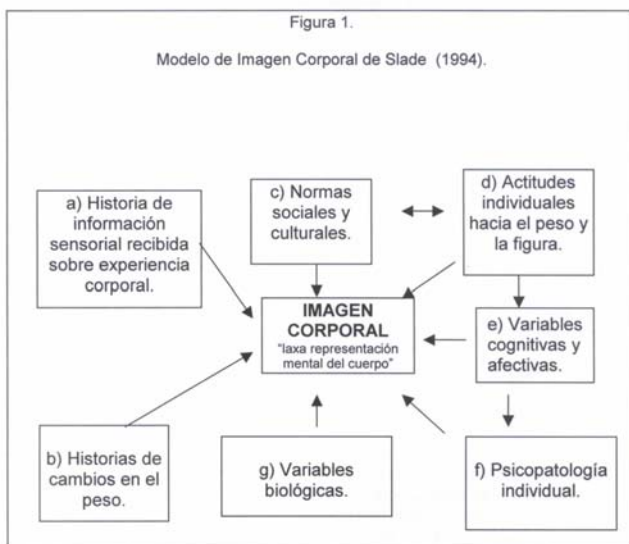 Figura 1.
Modelo de Imagen Corporal de Slade (1994).
a) Historia de
información
sensorial recibida
sobre experiencia
corporal.
c) Normas
sociales y
culturales.
d) Actitudes
individuales
hacia el peso y
la figura.
IMAGEN
CORPORAL
"laxa representación
mental del cuerpo"
e) Variables
cognitivas y
afectivas.
b) Historias de
cambios en el
peso.
g) Variables
biológicas.
f) Psicopatología
individual.